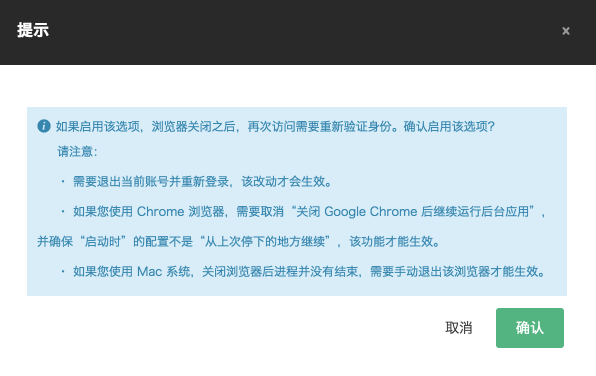 提示
×
如果启用该选项，浏览器关闭之后，再次访问需要重新验证身份。确认启用该选项？
请注意：
· 需要退出当前账号并重新登录，该改动才会生效。
· 如果您使用 Chrome 浏览器，需要取消“关闭 Google Chrome 后继续运行后台应用”，
并确保“启动时”的配置不是“从上次停下的地方继续”，该功能才能生效。
· 如果您使用 Mac 系统，关闭浏览器后进程并没有结束，需要手动退出该浏览器才能生效。
取消 确认